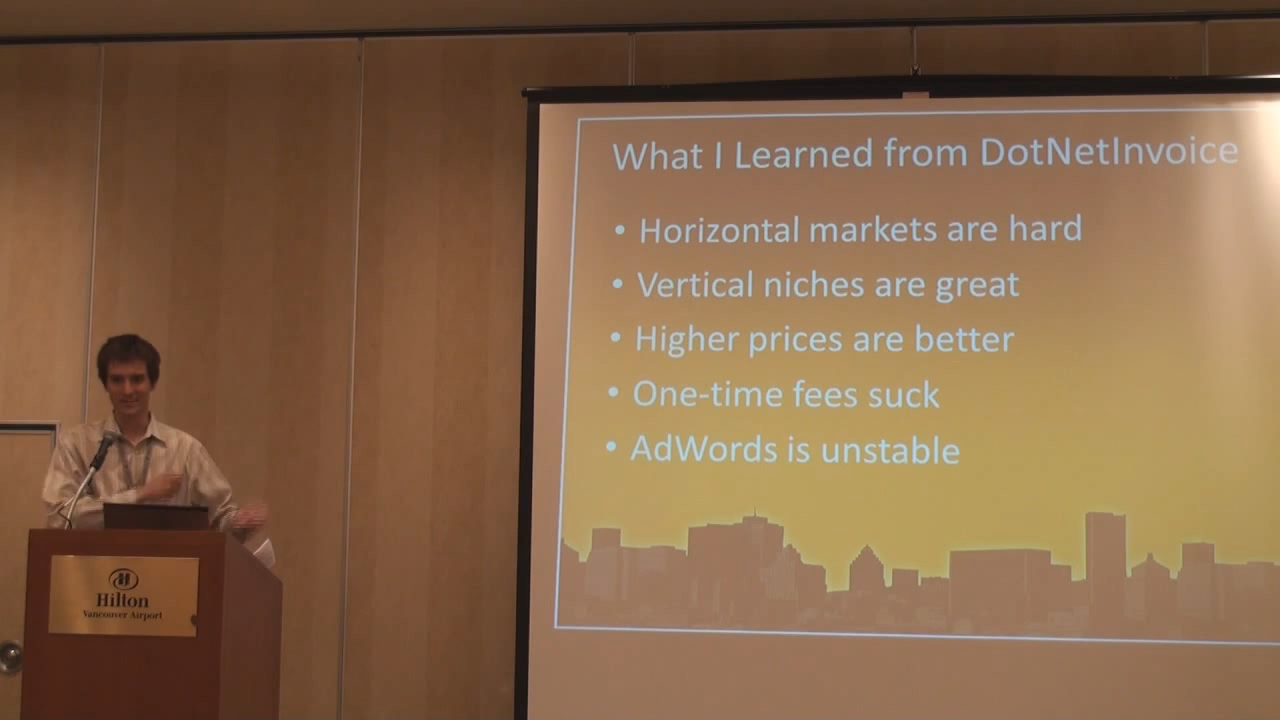 What I Learned from DotNetInvoice
• Horizontal markets are hard
• Vertical niches are great
• Higher prices are better
• One-time fees suck
• AdWords is unstable
Hilton
Vancouver Airport